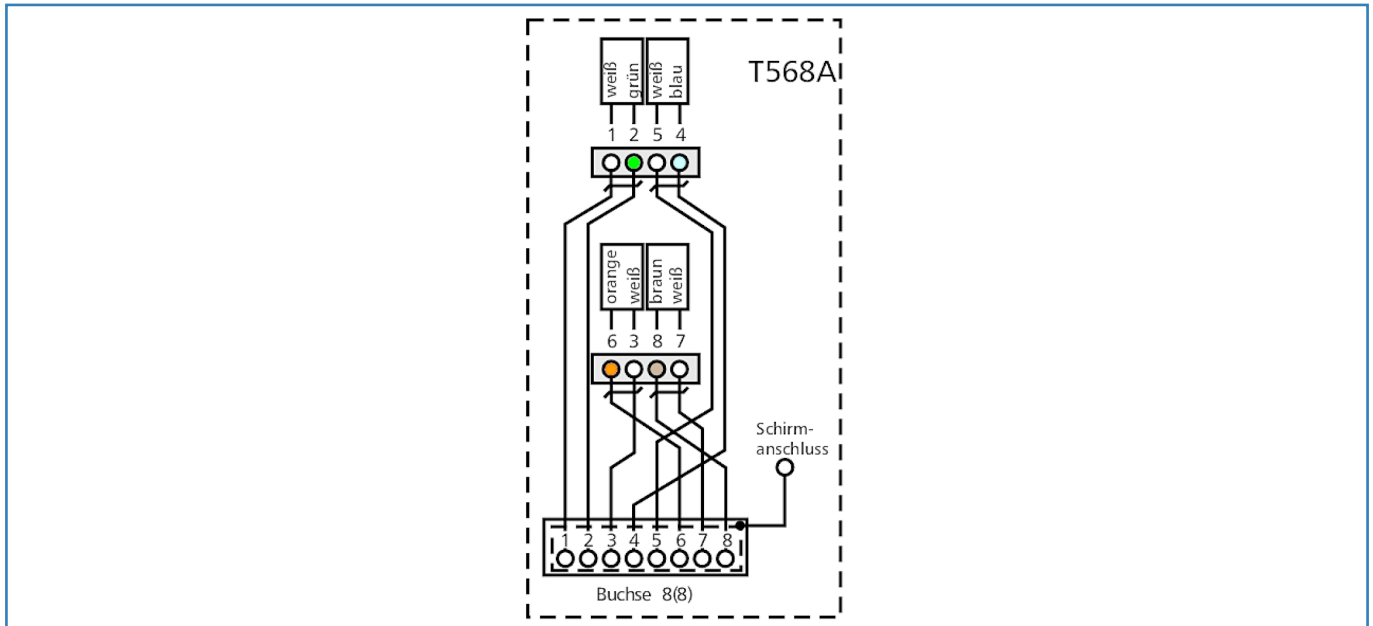 T568A
weiß grün weiß blau
1 2 5 4
orange weiß braun weiß
6 3 8 7
Schirm-
anschluss
1 2 3 4 5 6 7 8
Buchse 8(8)